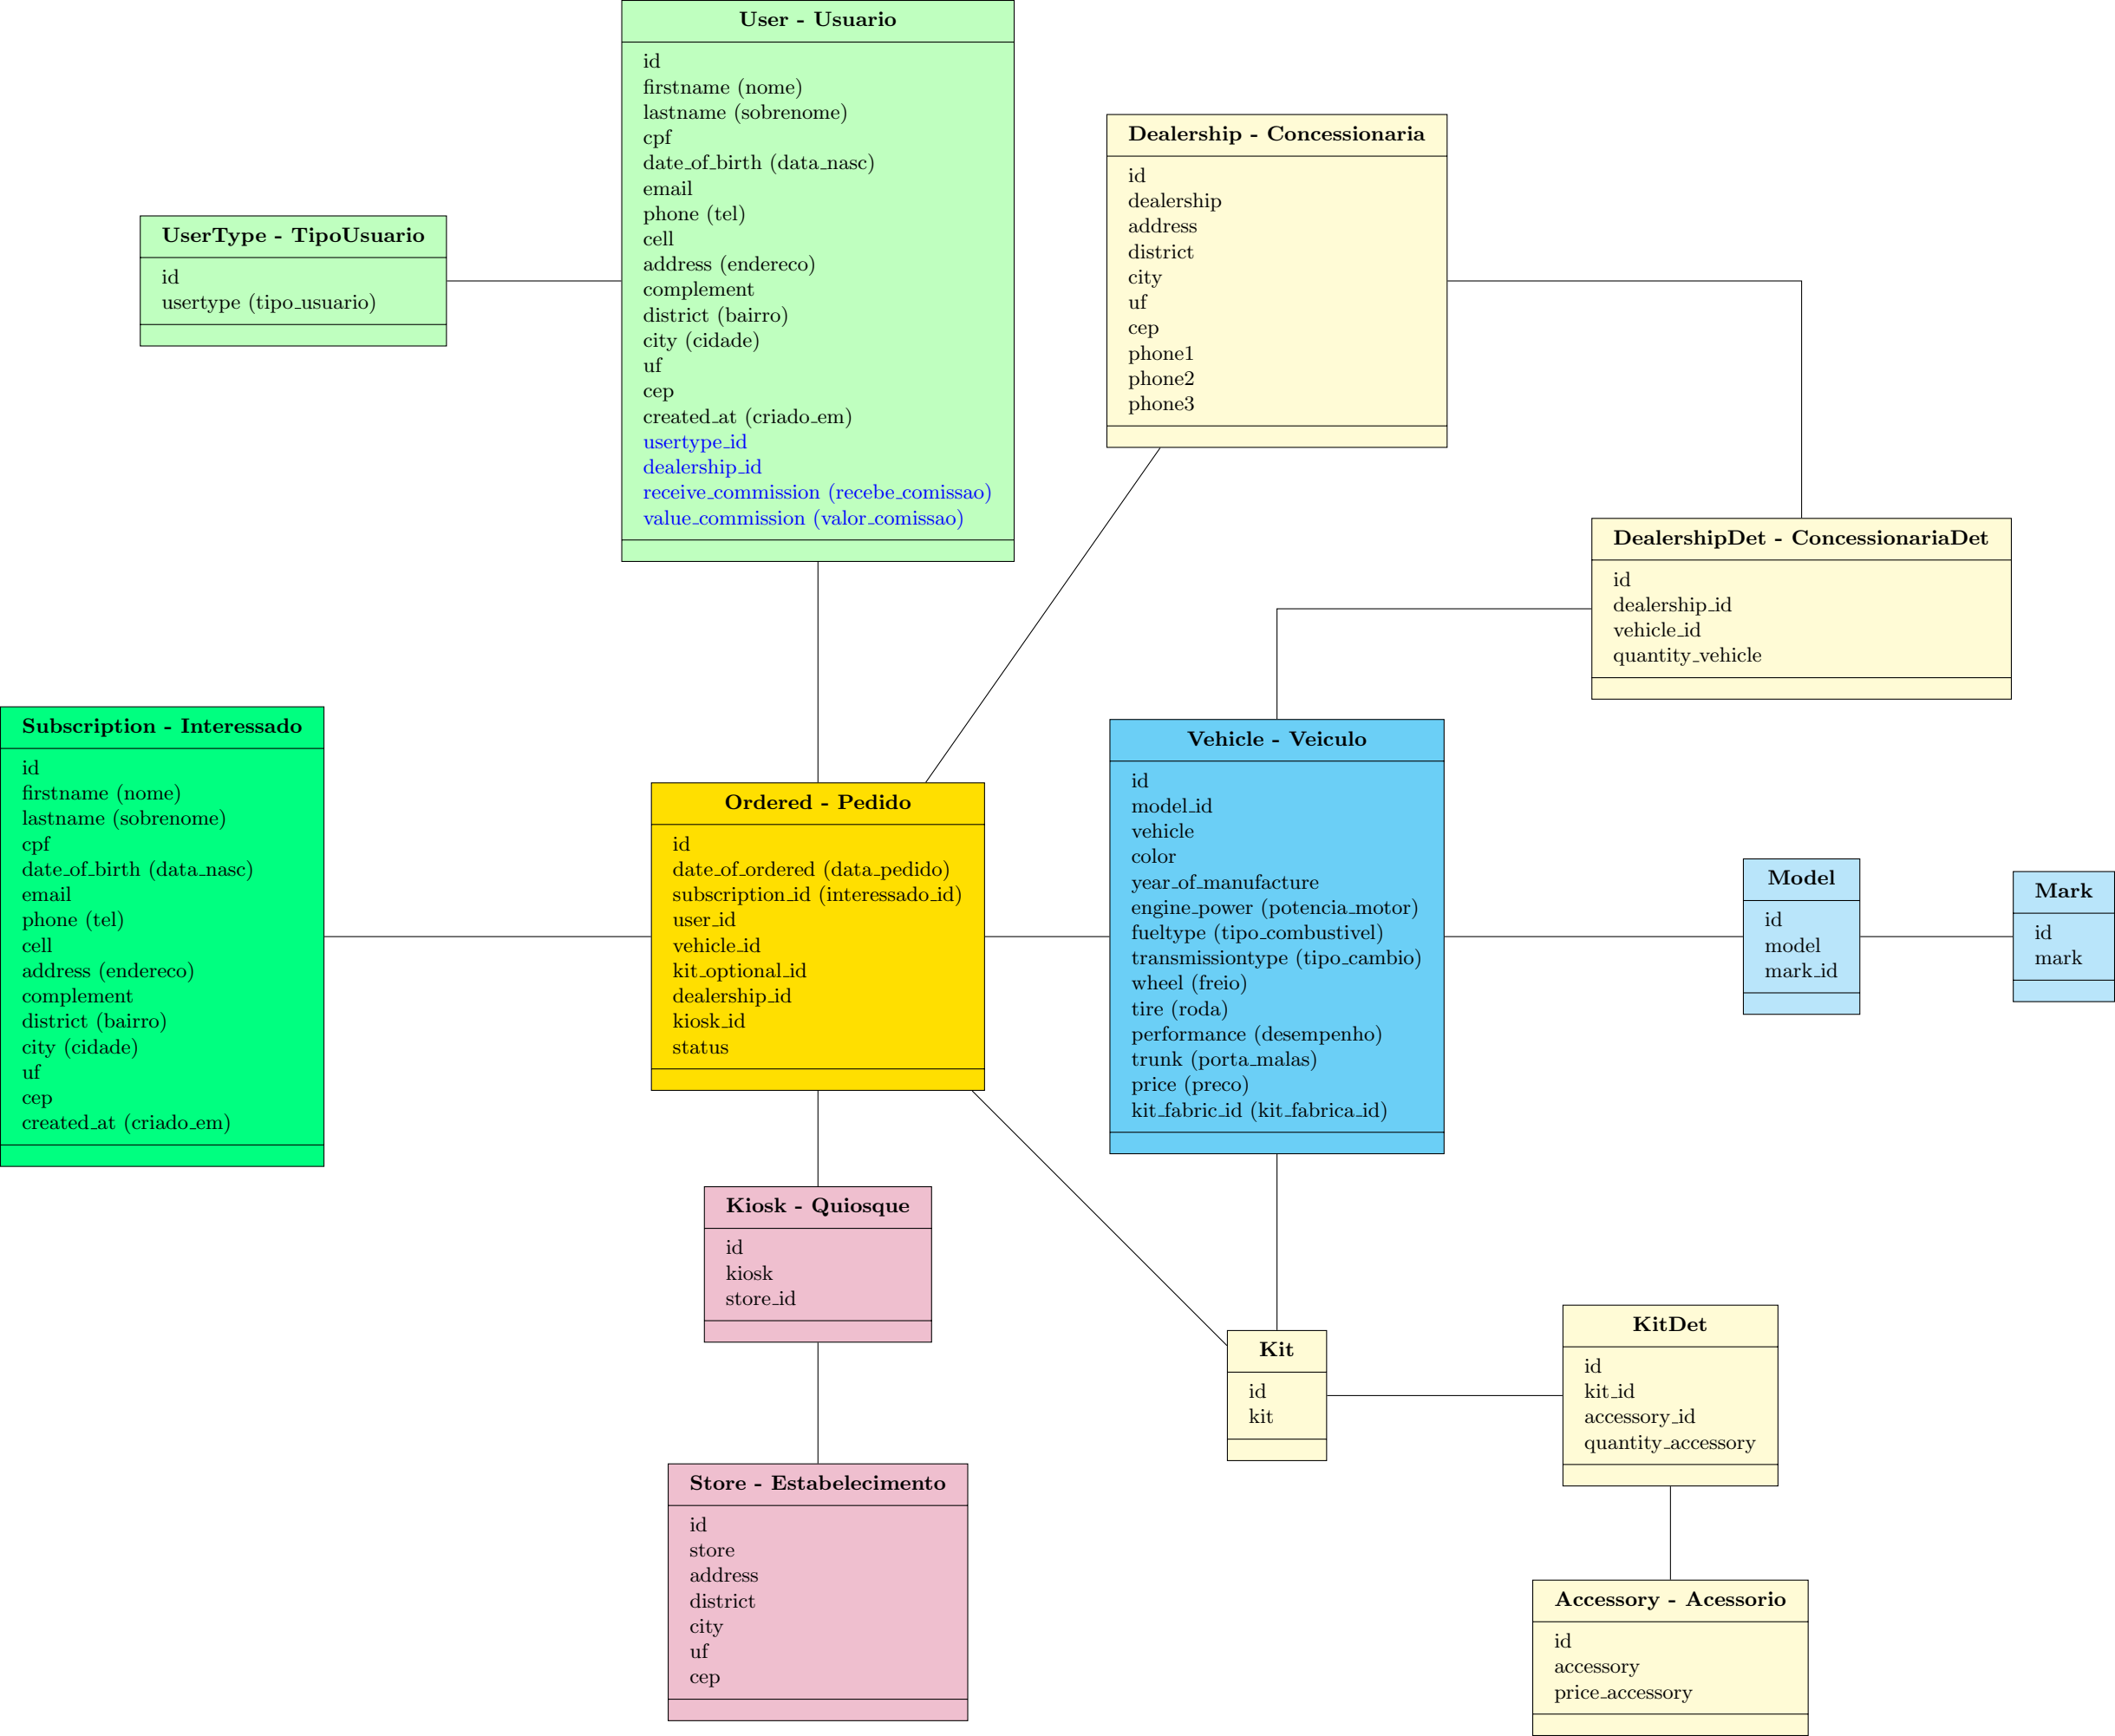 User - Usuario
id
firstname (nome)
lastname (sobrenome)
cpf
date_of_birth (data_nasc)
email
phone (tel)
cell
address (endereco)
complement
district (bairro)
city (cidade)
uf
cep
created_at (criado_em)
usertype_id
dealership_id
receive_commission (recebe_comissao)
value_commission (valor_comissao)
Dealership - Concessionaria
id
dealership
address
district
city
uf
cep
phone1
phone2
phone3
UserType - TipoUsuario
id
usertype (tipo_usuario)
DealershipDet - ConcessionariaDet
id
dealership_id
vehicle_id
quantity_vehicle
Subscription - Interessado
id
firstname (nome)
lastname (sobrenome)
cpf
date_of_birth (data_nasc)
email
phone (tel)
cell
address (endereco)
complement
district (bairro)
city (cidade)
uf
cep
created_at (criado_em)
Ordered - Pedido
id
date_of_ordered (data_pedido)
subscription_id (interessado_id)
user_id
vehicle_id
kit_optional_id
dealership_id
kiosk_id
status
Vehicle - Veiculo
id
model_id
vehicle
color
year_of_manufacture
engine_power (potencia_motor)
fueltype (tipo_combustivel)
transmissiontype (tipo_cambio)
wheel (freio)
tire (roda)
performance (desempenho)
trunk (porta_malas)
price (preco)
kit_fabric_id (kit_fabrica_id)
Model
id
model
mark_id
Mark
id
mark
Kiosk - Quiosque
id
kiosk
store_id
Kit
id
kit
KitDet
id
kit_id
accessory_id
quantity_accessory
Store - Estabelecimento
id
store
address
district
city
uf
cep
Accessory - Acessorio
id
accessory
price_accessory